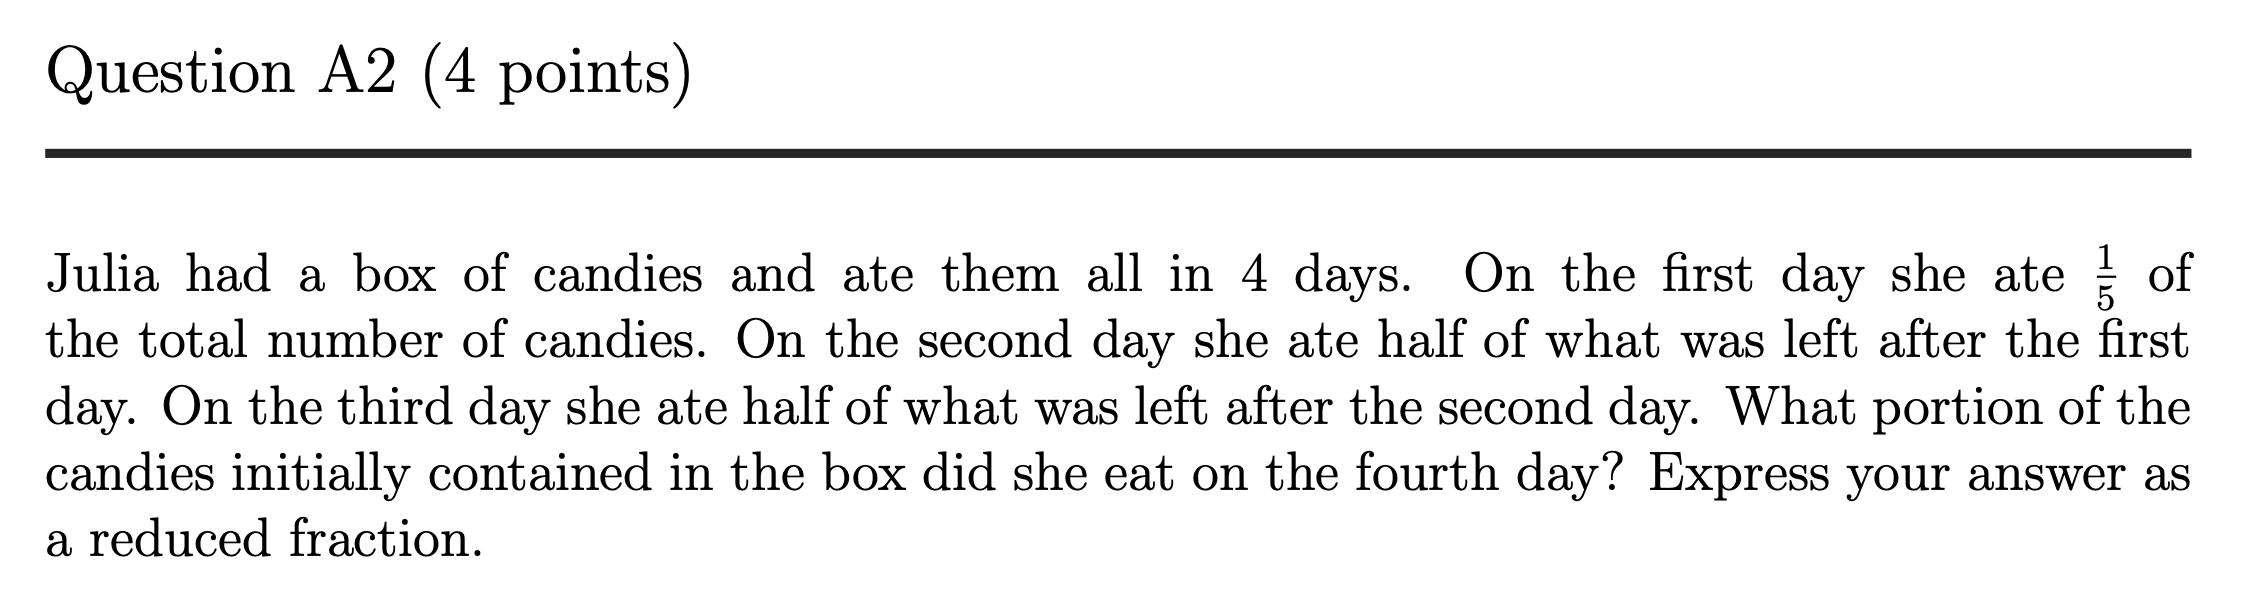 Question A2 (4 points)
Julia had a box of candies and ate them all in 4 days. On the first day she ate 1/5 of
the total number of candies. On the second day she ate half of what was left after the first
day. On the third day she ate half of what was left after the second day. What portion of the
candies initially contained in the box did she eat on the fourth day? Express your answer as
a reduced fraction.